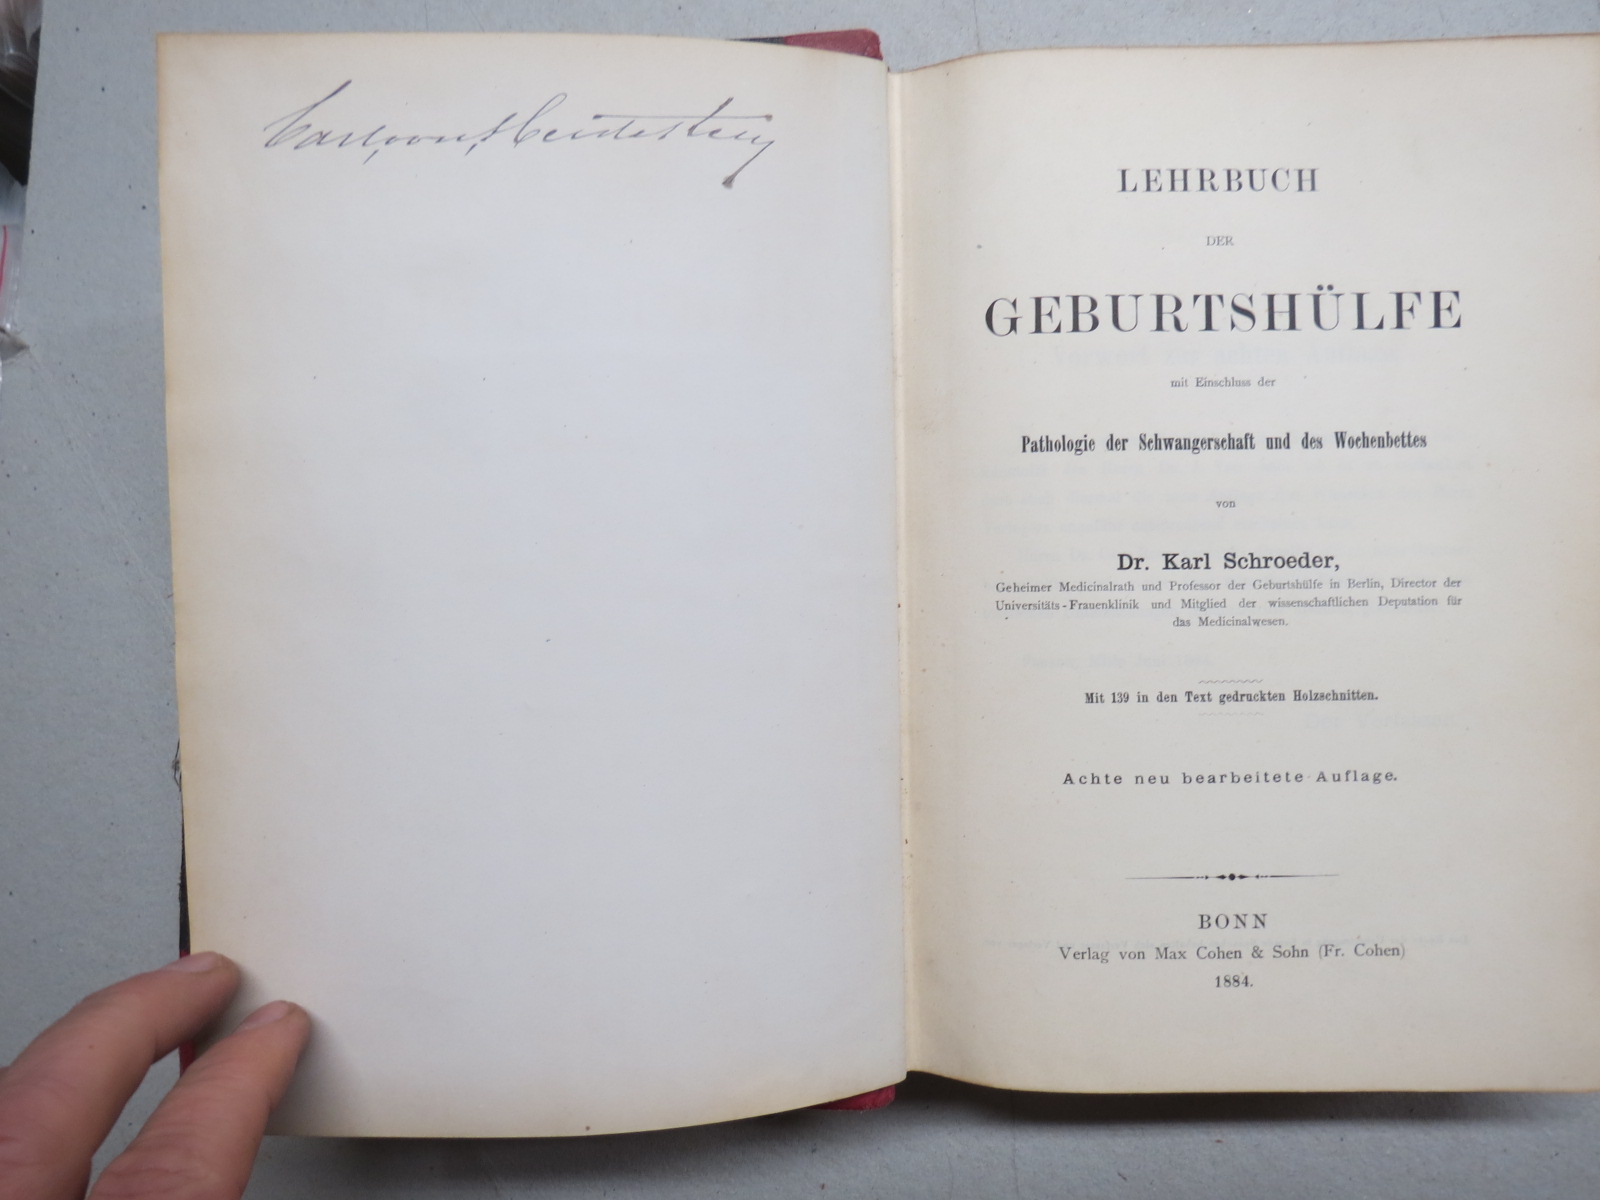 LEHRBUCH
DER
GEBURTSHÜLFE
mit Einschluss der
Pathologie der Schwangerschaft und des Wochenbettes
von
Dr. Karl Schroeder,
Geheimer Medicinalrath und Professor der Geburtshülfe in Berlin, Director der
Universitäts-Frauenklinik und Mitglied der wissenschaftlichen Deputation für
das Medicinalwesen.
Mit 139 in den Text gedruckten Holzschnitten.
Achte neu bearbeitete Auflage.
BONN
Verlag von Max Cohen & Sohn (Fr. Cohen)
1884.